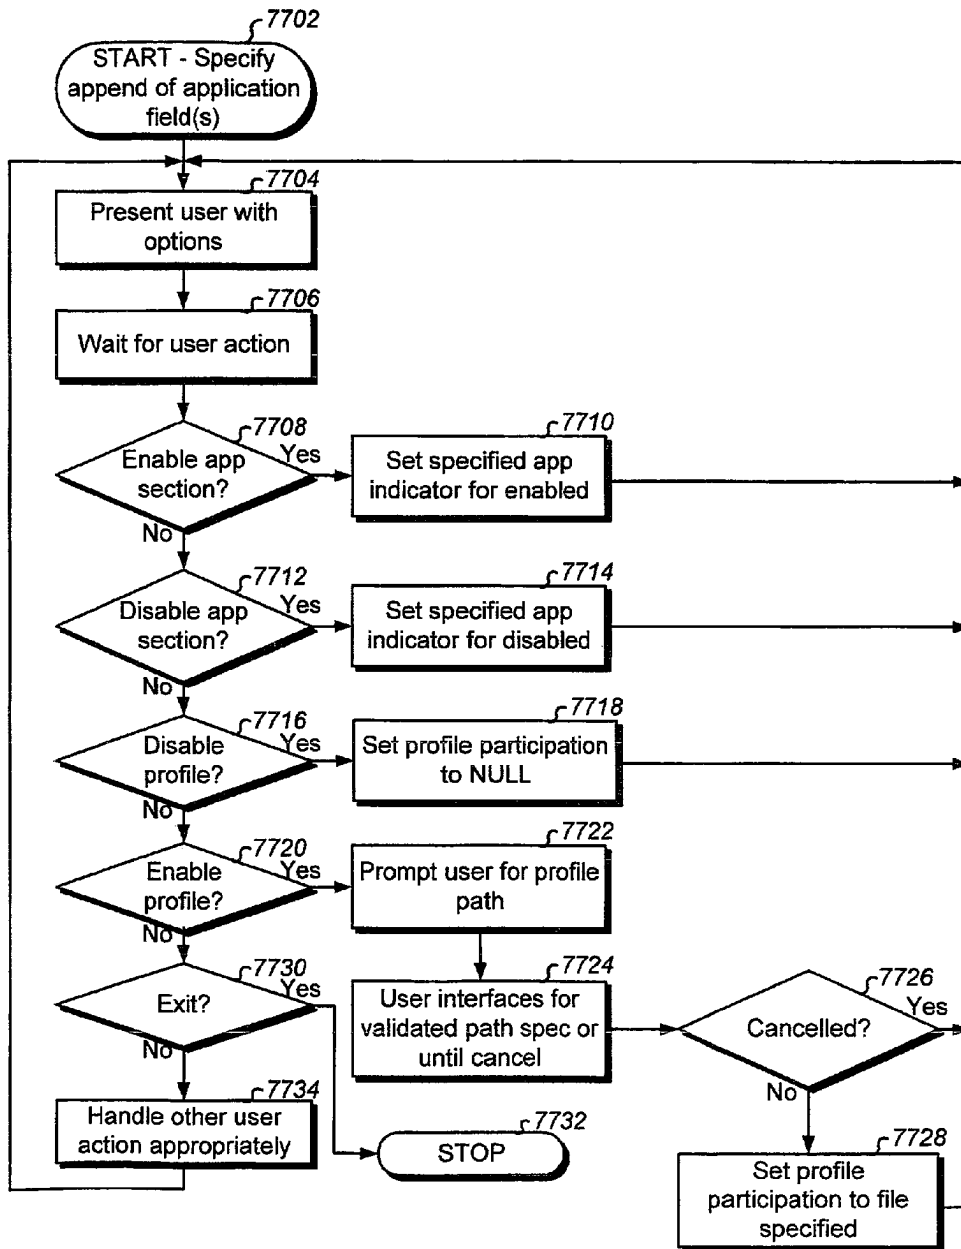 7702
START - Specify
append of application
field(s)
7704
Present user with
options
7706
Wait for user action
7708
Enable app
section?
Yes
No
7710
Set specified app
indicator for enabled
7712
Disable app
section?
Yes
No
7714
Set specified app
indicator for disabled
7716
Disable
profile?
Yes
No
7718
Set profile participation
to NULL
7720
Enable
profile?
Yes
No
7722
Prompt user for profile
path
7724
User interfaces for
validated path spec or
until cancel
7726
Cancelled?
Yes
No
7728
Set profile
participation to file
specified
7730
Exit?
Yes
No
7732
STOP
7734
Handle other user
action appropriately